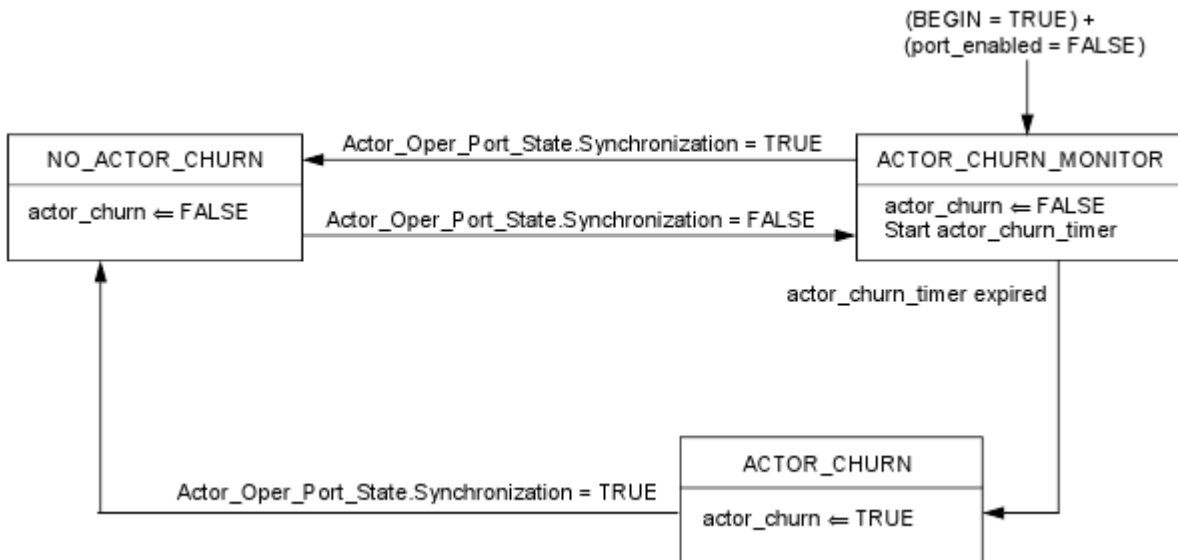 (BEGIN = TRUE) +
(port_enabled = FALSE)
Actor_Oper_Port_State.Synchronization = TRUE
NO_ACTOR_CHURN
ACTOR_CHURN_MONITOR
actor_churn ⇐ FALSE
Actor_Oper_Port_State.Synchronization = FALSE
actor_churn ⇐ FALSE
Start actor_churn_timer
actor_churn_timer expired
ACTOR_CHURN
Actor_Oper_Port_State.Synchronization = TRUE
actor_churn ⇐ TRUE